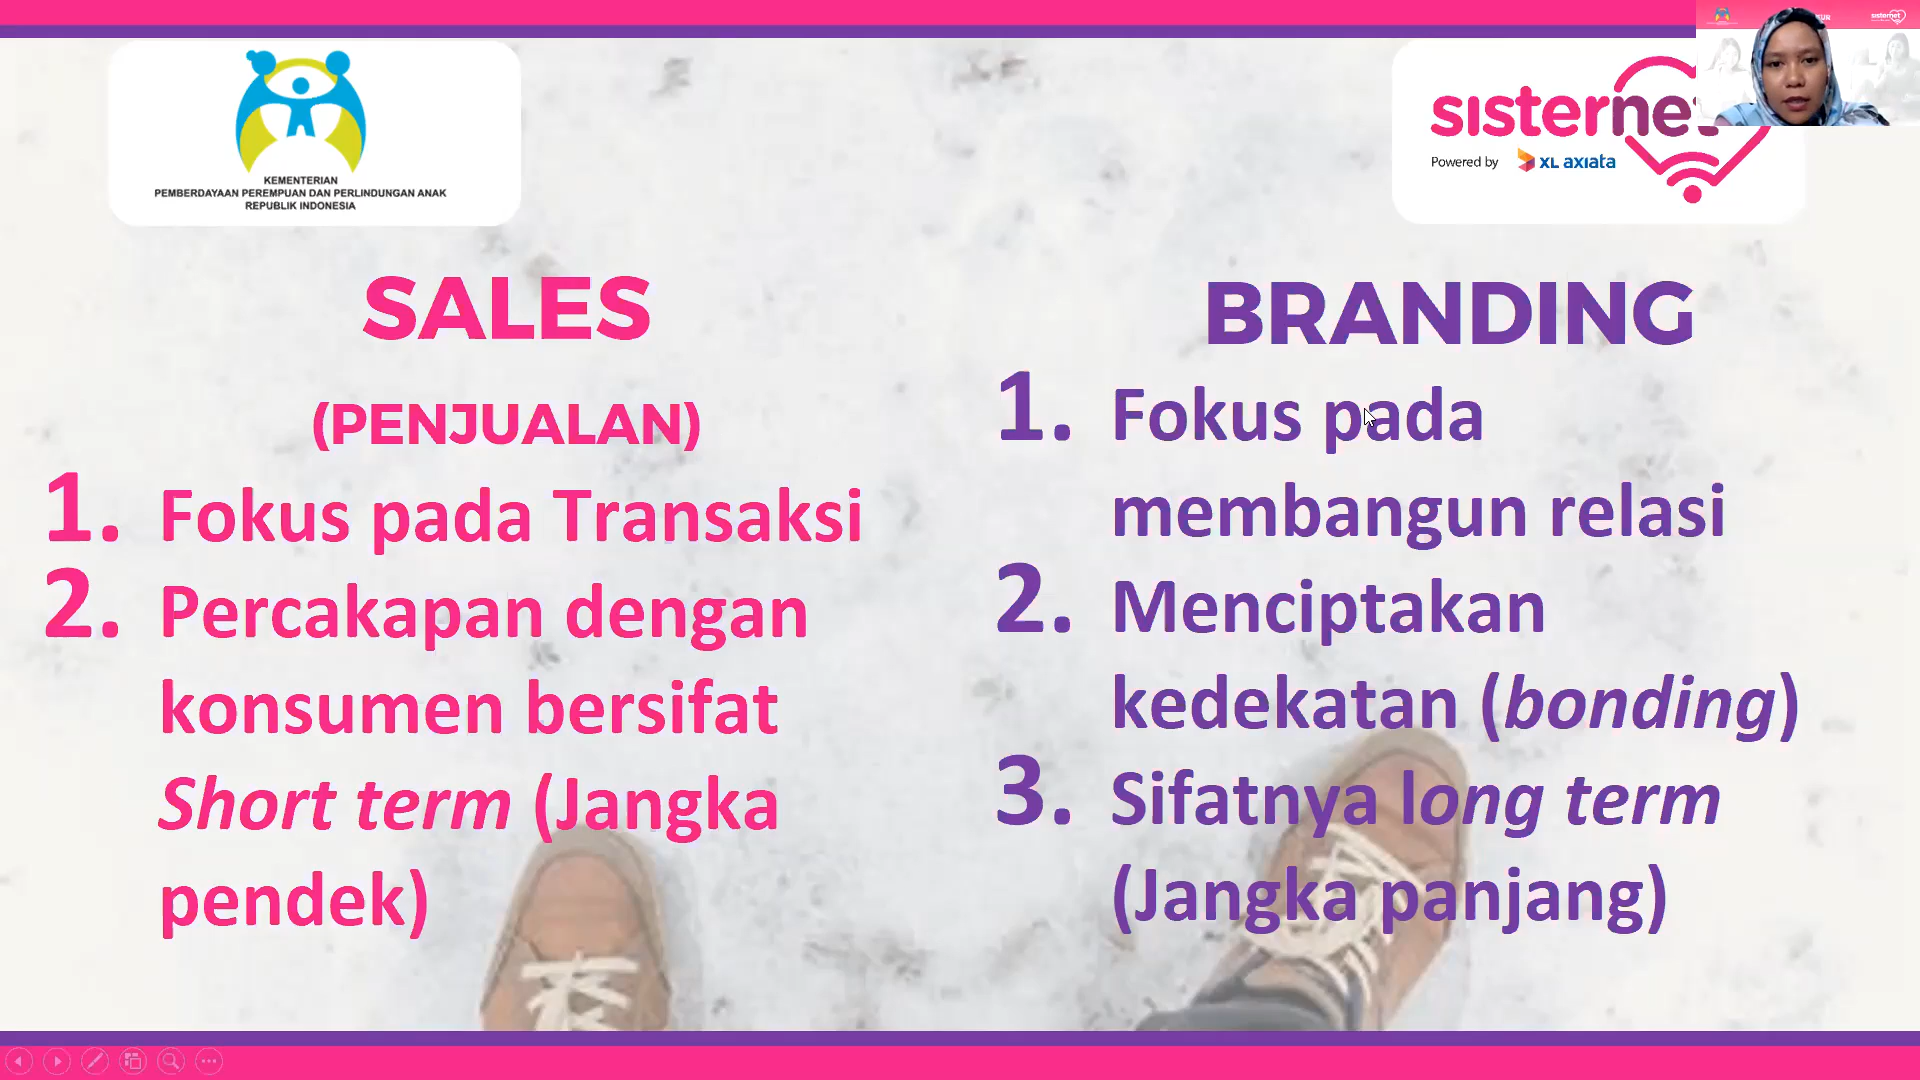 KEMENTERIAN
PEMBERDAYAAN PEREMPUAN DAN PERLINDUNGAN ANAK
REPUBLIK INDONESIA
sisternet
Powered by XL axiata
SALES
(PENJUALAN)
1. Fokus pada Transaksi
2. Percakapan dengan
konsumen bersifat
Short term (Jangka
pendek)
BRANDING
1. Fokus pada
membangun relasi
2. Menciptakan
kedekatan (bonding)
3. Sifatnya long term
(Jangka panjang)